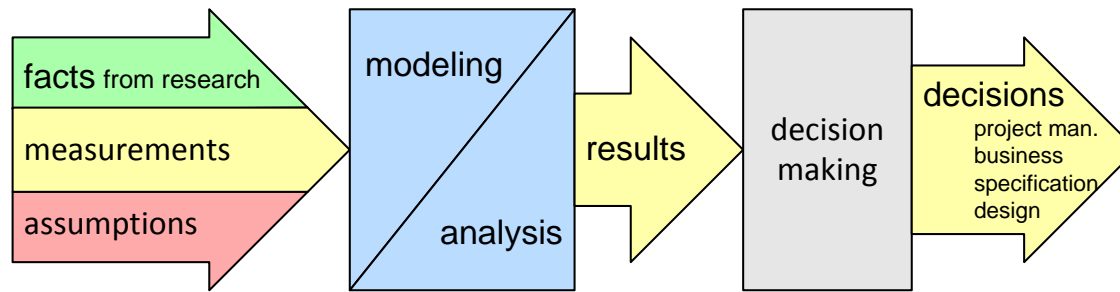 facts from research
measurements
assumptions
modeling
analysis
results
decision
making
decisions
project man.
business
specification
design